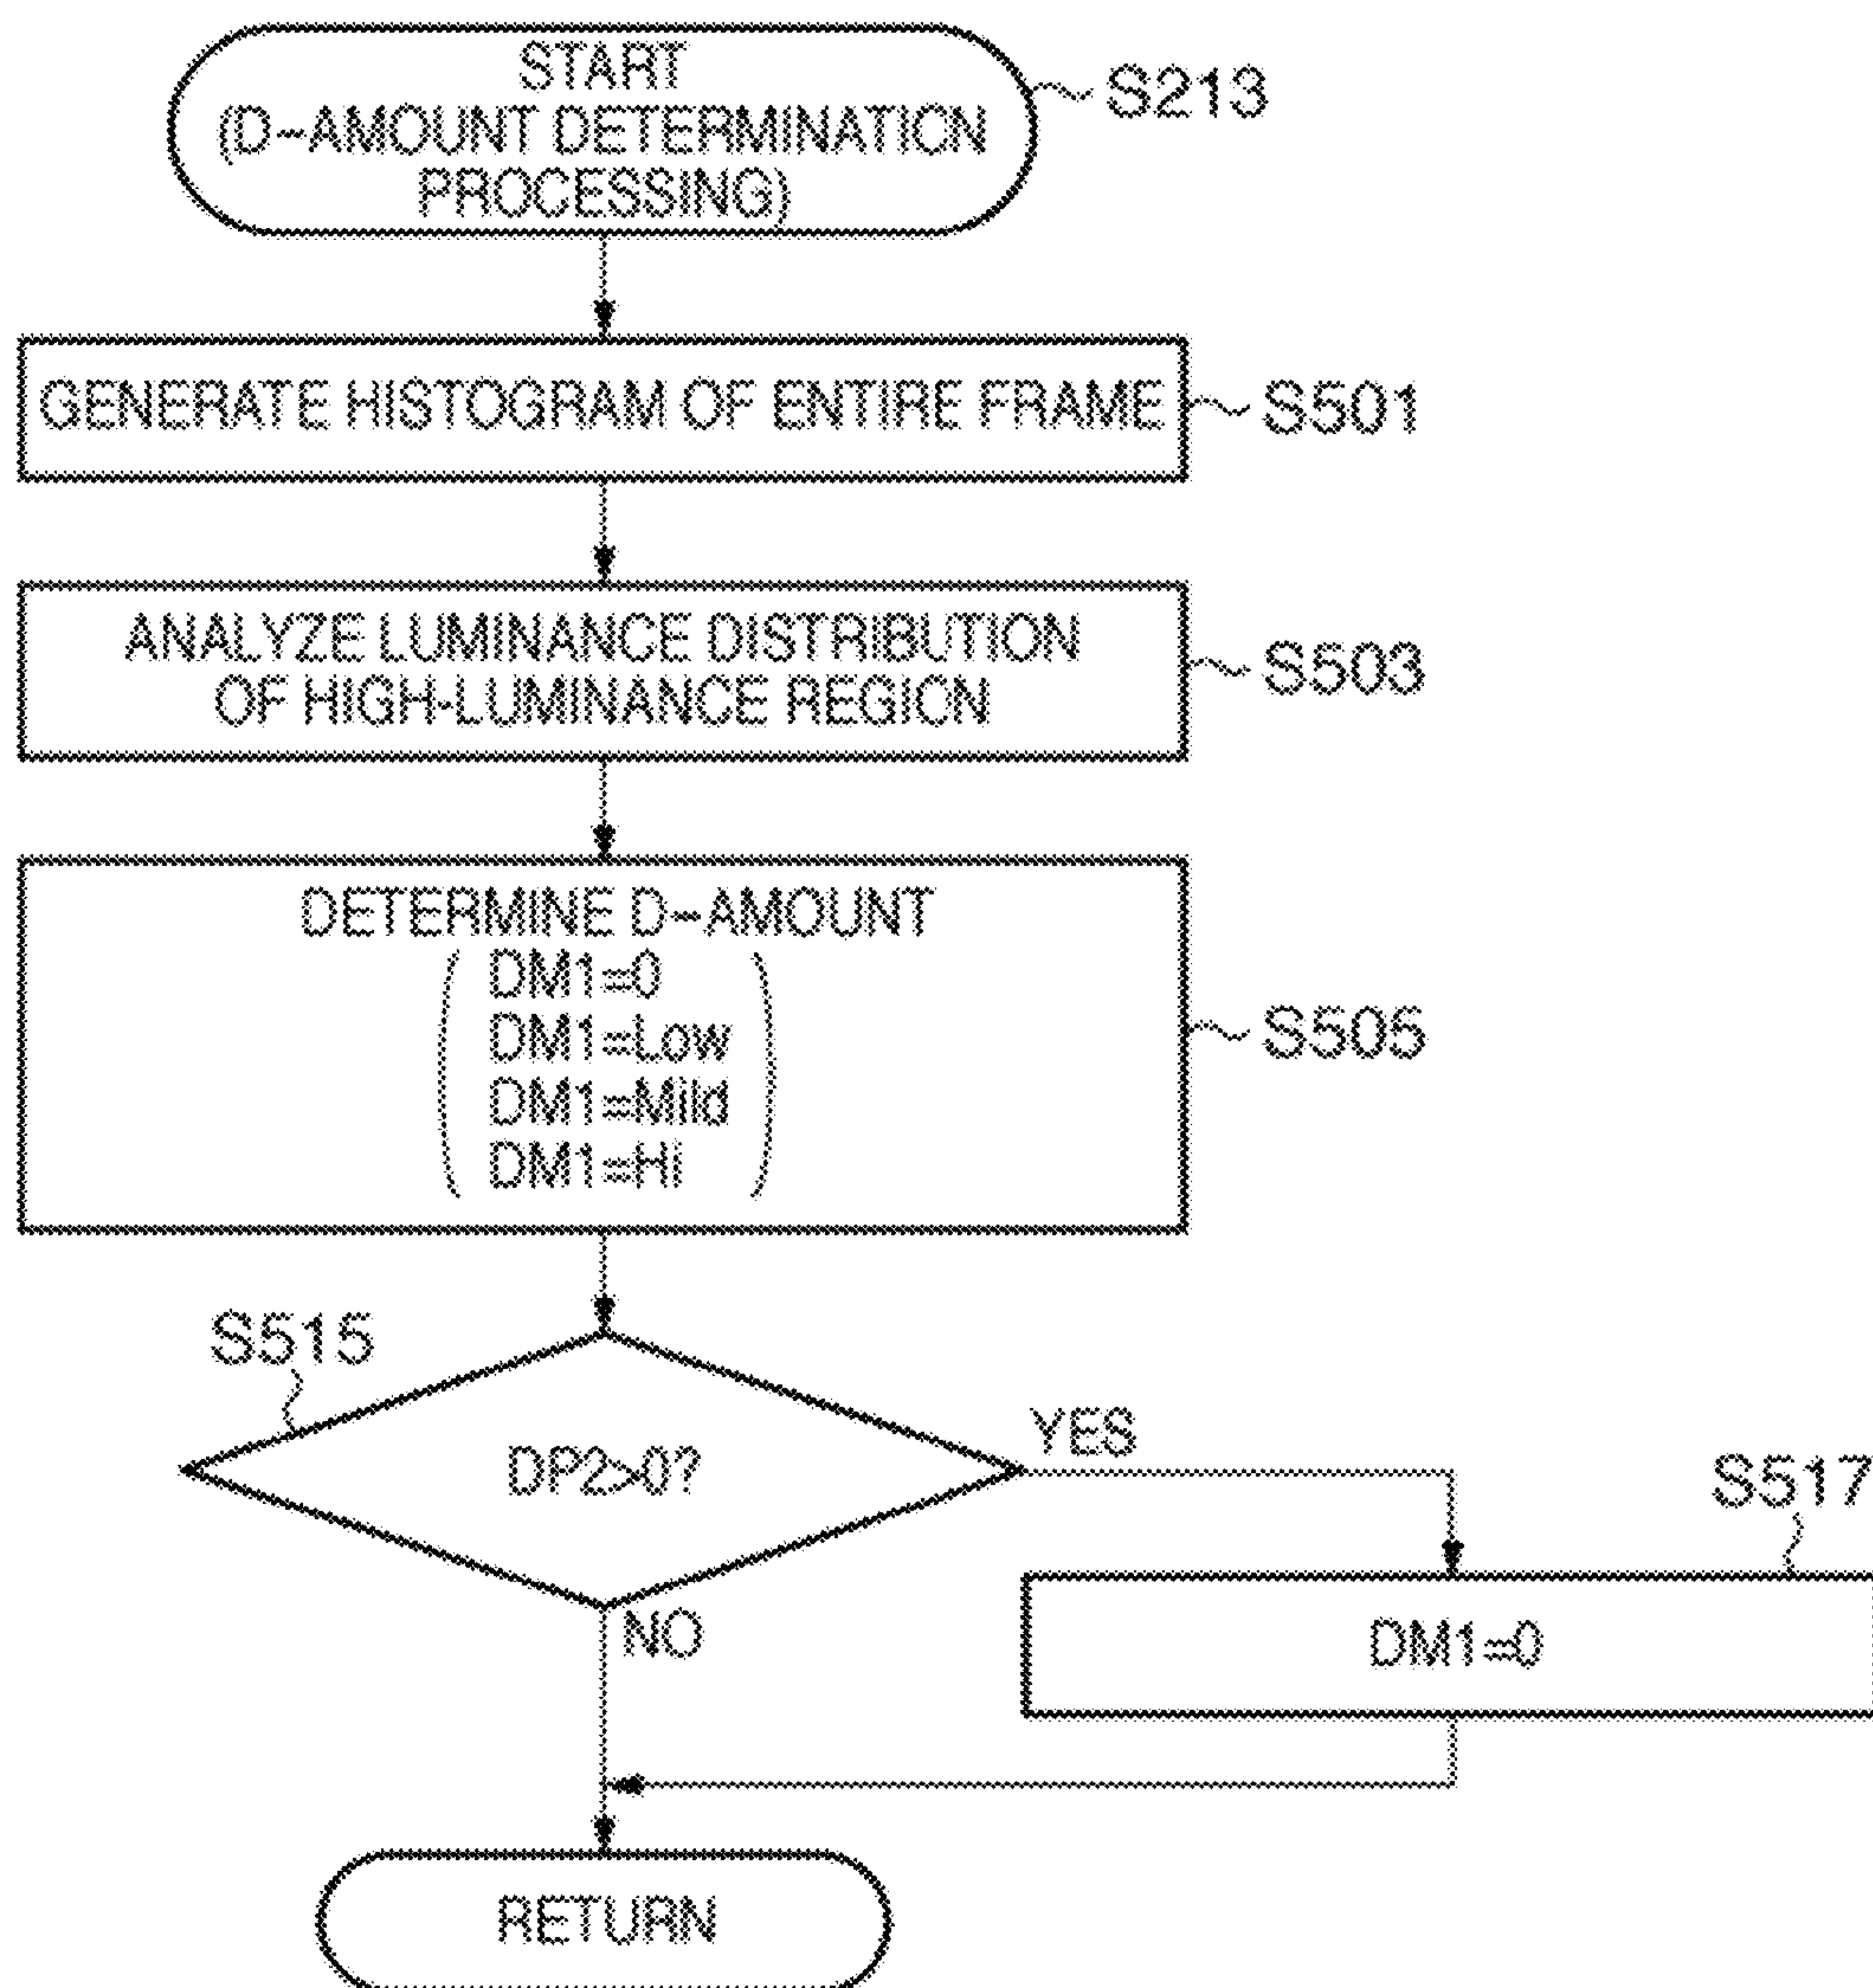 START
(D-AMOUNT DETERMINATION
PROCESSING)
S213
GENERATE HISTOGRAM OF ENTIRE FRAME
S501
ANALYZE LUMINANCE DISTRIBUTION
OF HIGH-LUMINANCE REGION
S503
DETERMINE D-AMOUNT
DM1=0
DM1=Low
DM1=Mild
DM1=Hi
S505
S515
DP2>0?
YES
S517
NO
DM1=0
RETURN